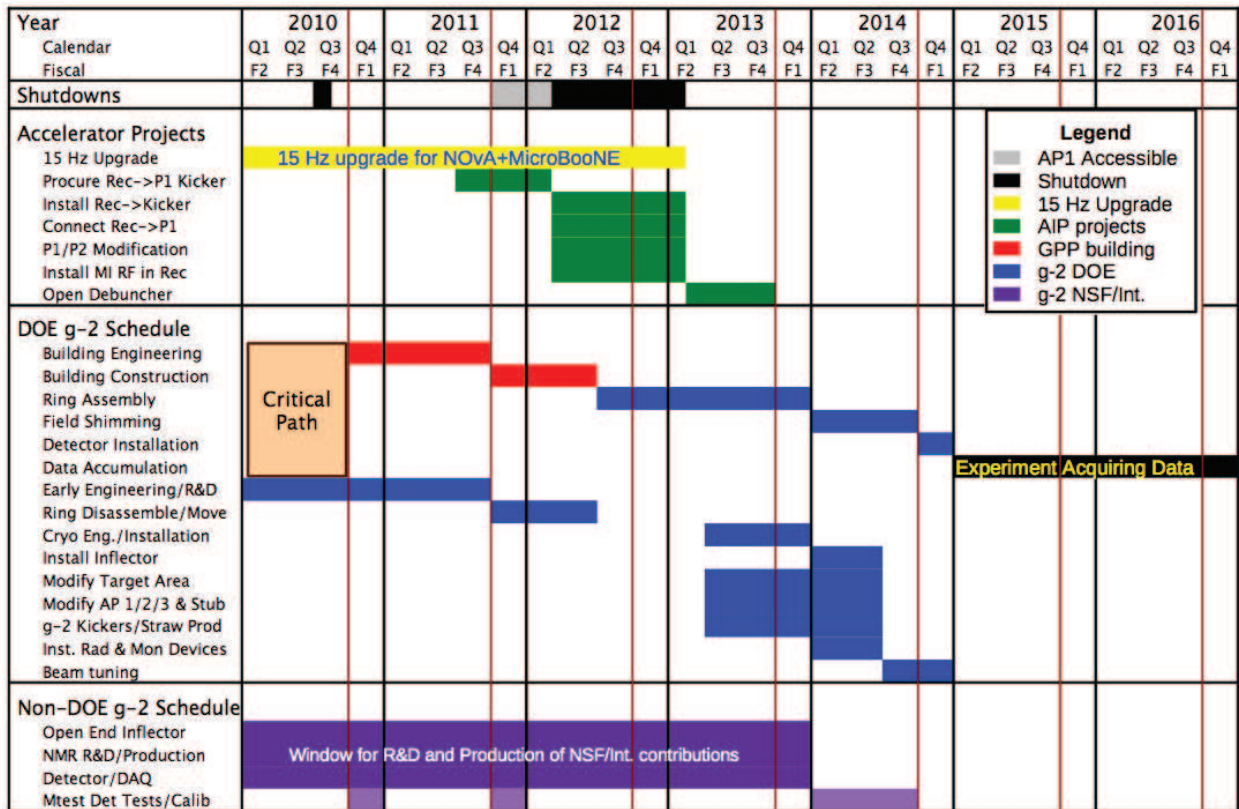 Year 2010 2011 2012 2013 2014 2015 2016
Calendar Q1 Q2 Q3 Q4 Q1 Q2 Q3 Q4 Q1 Q2 Q3 Q4 Q1 Q2 Q3 Q4 Q1 Q2 Q3 Q4 Q1 Q2 Q3 Q4 Q1 Q2 Q3 Q4
Fiscal F2 F3 F4 F1 F2 F3 F4 F1 F2 F3 F4 F1 F2 F3 F4 F1 F2 F3 F4 F1 F2 F3 F4 F1 F2 F3 F4 F1
Shutdowns
Accelerator Projects
15 Hz Upgrade 15 Hz upgrade for NOvA+MicroBooNE
Procure Rec->P1 Kicker
Install Rec->Kicker
Connect Rec->P1
P1/P2 Modification
Install MI RF in Rec
Open Debuncher
Legend
AP1 Accessible
Shutdown
15 Hz Upgrade
AIP projects
GPP building
g-2 DOE
g-2 NSF/Int.
DOE g-2 Schedule
Building Engineering
Building Construction
Ring Assembly
Field Shimming
Detector Installation
Data Accumulation
Critical
Path
Experiment Acquiring Data
Early Engineering/R&D
Ring Disassemble/Move
Cryo Eng./Installation
Install Inflector
Modify Target Area
Modify AP 1/2/3 & Stub
g-2 Kickers/Straw Prod
Inst. Rad & Mon Devices
Beam tuning
Non-DOE g-2 Schedule
Open End Inflector
NMR R&D/Production Window for R&D and Production of NSF/Int. contributions
Detector/DAQ
Mtest Det Tests/Calib